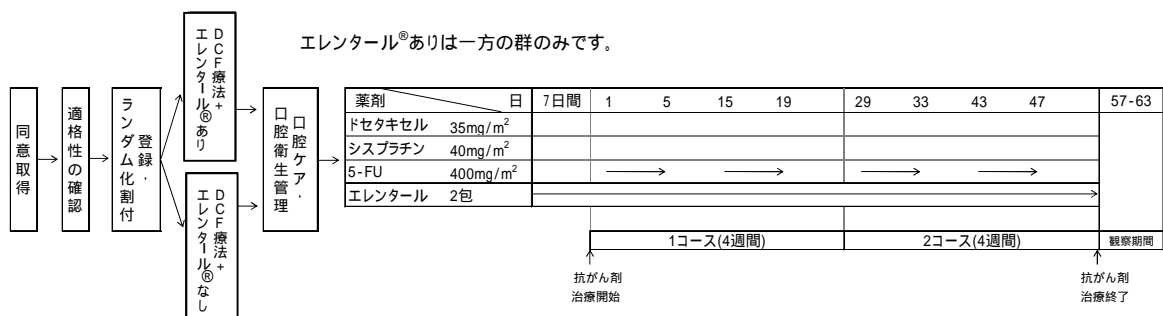 エレンタール®ありは一方の群のみです。
同意取得
適格性の確認
登録・
ランダム化割付
DCF療法+
エレンタール®あり
DCF療法+
エレンタール®なし
口腔ケア・
口腔衛生管理
薬剤 日 7日間 1 5 15 19 29 33 43 47 57-63
ドセタキセル 35mg/m²
シスプラチン 40mg/m²
5-FU 400mg/m²
エレンタール 2包
1コース(4週間) 2コース(4週間) 観察期間
抗がん剤
治療開始
抗がん剤
治療終了